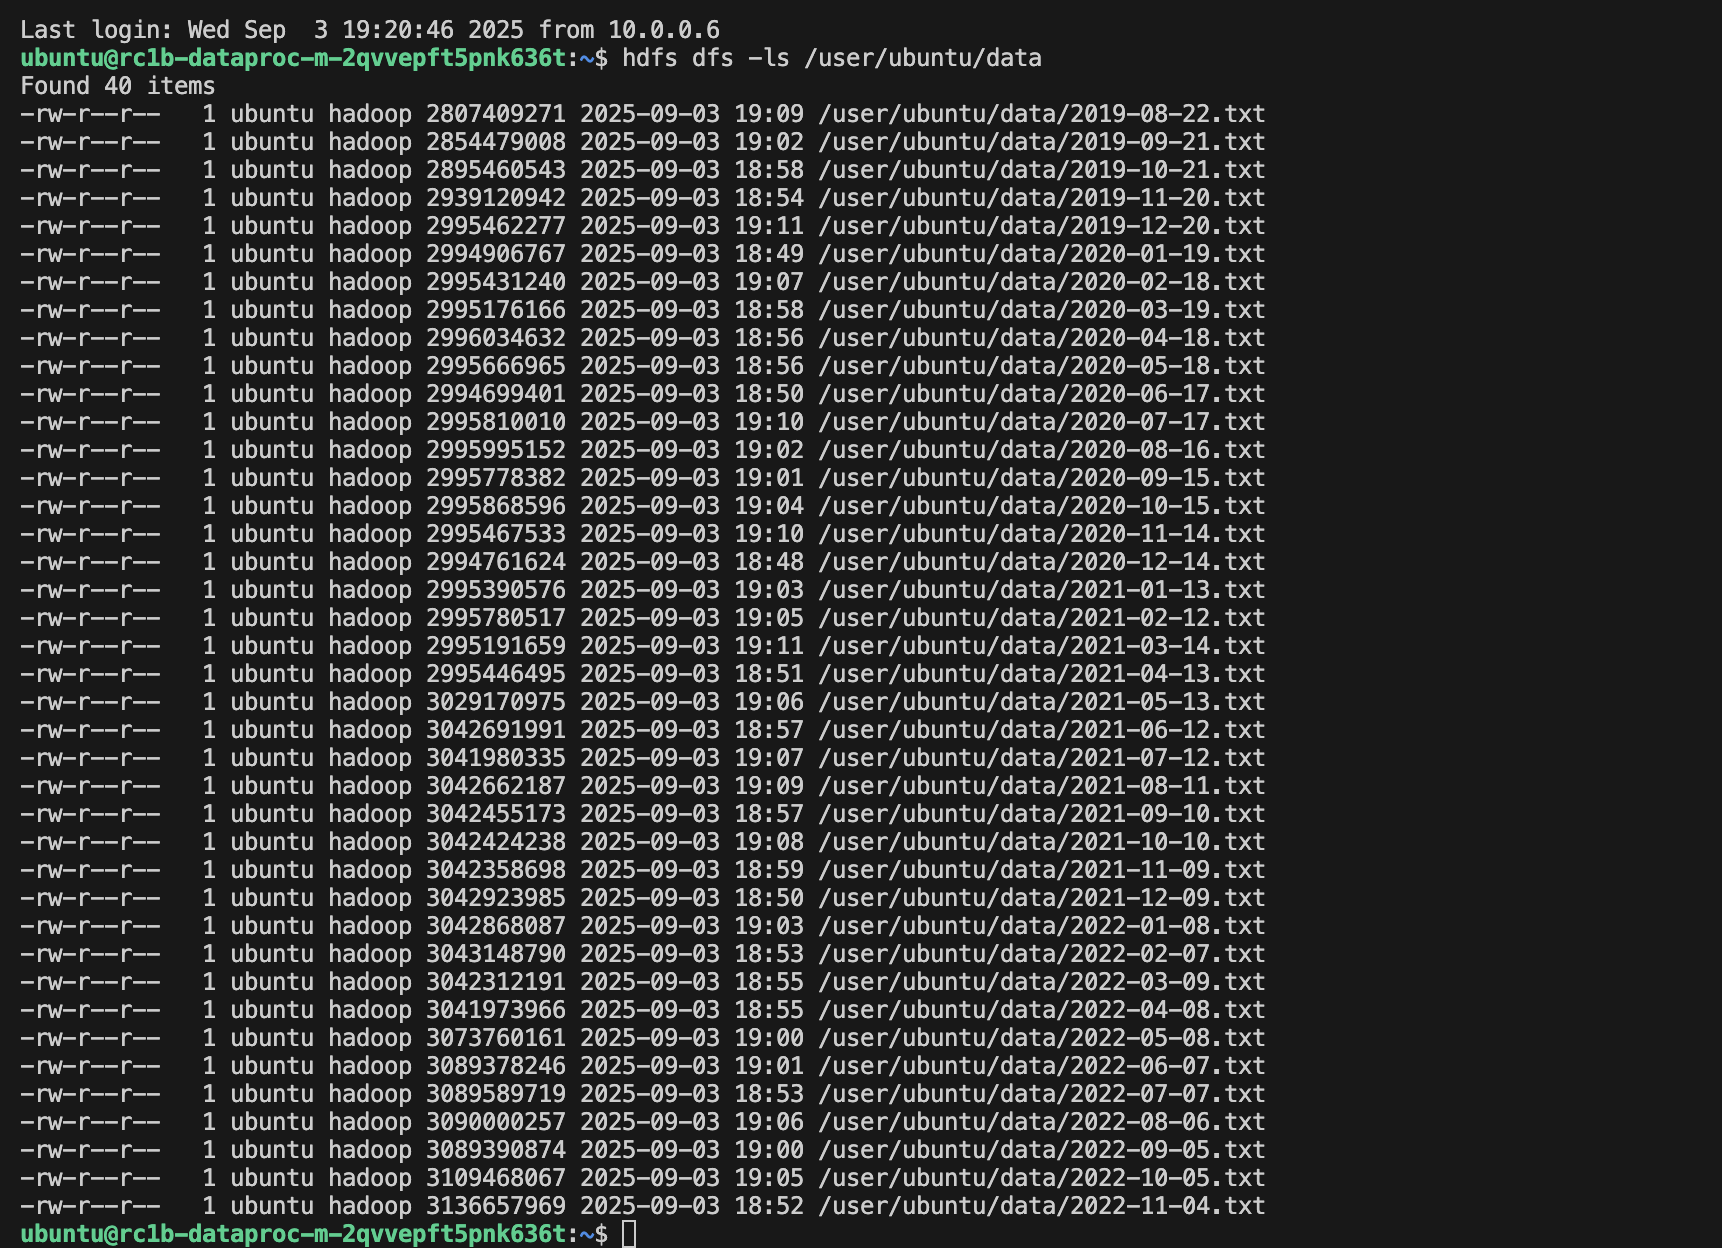 Last login: Wed Sep  3 19:20:46 2025 from 10.0.0.6
ubuntu@rc1b-dataproc-m-2qvvepft5pnk636t:~$ hdfs dfs -ls /user/ubuntu/data
Found 40 items
-rw-r--r--   1 ubuntu hadoop 2807409271 2025-09-03 19:09 /user/ubuntu/data/2019-08-22.txt
-rw-r--r--   1 ubuntu hadoop 2854479008 2025-09-03 19:02 /user/ubuntu/data/2019-09-21.txt
-rw-r--r--   1 ubuntu hadoop 2895460543 2025-09-03 18:58 /user/ubuntu/data/2019-10-21.txt
-rw-r--r--   1 ubuntu hadoop 2939120942 2025-09-03 18:54 /user/ubuntu/data/2019-11-20.txt
-rw-r--r--   1 ubuntu hadoop 2995462277 2025-09-03 19:11 /user/ubuntu/data/2019-12-20.txt
-rw-r--r--   1 ubuntu hadoop 2994906767 2025-09-03 18:49 /user/ubuntu/data/2020-01-19.txt
-rw-r--r--   1 ubuntu hadoop 2995431240 2025-09-03 19:07 /user/ubuntu/data/2020-02-18.txt
-rw-r--r--   1 ubuntu hadoop 2995176166 2025-09-03 18:58 /user/ubuntu/data/2020-03-19.txt
-rw-r--r--   1 ubuntu hadoop 2996034632 2025-09-03 18:56 /user/ubuntu/data/2020-04-18.txt
-rw-r--r--   1 ubuntu hadoop 2995666965 2025-09-03 18:56 /user/ubuntu/data/2020-05-18.txt
-rw-r--r--   1 ubuntu hadoop 2994699401 2025-09-03 18:50 /user/ubuntu/data/2020-06-17.txt
-rw-r--r--   1 ubuntu hadoop 2995810010 2025-09-03 19:10 /user/ubuntu/data/2020-07-17.txt
-rw-r--r--   1 ubuntu hadoop 2995995152 2025-09-03 19:02 /user/ubuntu/data/2020-08-16.txt
-rw-r--r--   1 ubuntu hadoop 2995778382 2025-09-03 19:01 /user/ubuntu/data/2020-09-15.txt
-rw-r--r--   1 ubuntu hadoop 2995868596 2025-09-03 19:04 /user/ubuntu/data/2020-10-15.txt
-rw-r--r--   1 ubuntu hadoop 2995467533 2025-09-03 19:10 /user/ubuntu/data/2020-11-14.txt
-rw-r--r--   1 ubuntu hadoop 2994761624 2025-09-03 18:48 /user/ubuntu/data/2020-12-14.txt
-rw-r--r--   1 ubuntu hadoop 2995390576 2025-09-03 19:03 /user/ubuntu/data/2021-01-13.txt
-rw-r--r--   1 ubuntu hadoop 2995780517 2025-09-03 19:05 /user/ubuntu/data/2021-02-12.txt
-rw-r--r--   1 ubuntu hadoop 2995191659 2025-09-03 19:11 /user/ubuntu/data/2021-03-14.txt
-rw-r--r--   1 ubuntu hadoop 2995446495 2025-09-03 18:51 /user/ubuntu/data/2021-04-13.txt
-rw-r--r--   1 ubuntu hadoop 3029170975 2025-09-03 19:06 /user/ubuntu/data/2021-05-13.txt
-rw-r--r--   1 ubuntu hadoop 3042691991 2025-09-03 18:57 /user/ubuntu/data/2021-06-12.txt
-rw-r--r--   1 ubuntu hadoop 3041980335 2025-09-03 19:07 /user/ubuntu/data/2021-07-12.txt
-rw-r--r--   1 ubuntu hadoop 3042662187 2025-09-03 19:09 /user/ubuntu/data/2021-08-11.txt
-rw-r--r--   1 ubuntu hadoop 3042455173 2025-09-03 18:57 /user/ubuntu/data/2021-09-10.txt
-rw-r--r--   1 ubuntu hadoop 3042424238 2025-09-03 19:08 /user/ubuntu/data/2021-10-10.txt
-rw-r--r--   1 ubuntu hadoop 3042358698 2025-09-03 18:59 /user/ubuntu/data/2021-11-09.txt
-rw-r--r--   1 ubuntu hadoop 3042923985 2025-09-03 18:50 /user/ubuntu/data/2021-12-09.txt
-rw-r--r--   1 ubuntu hadoop 3042868087 2025-09-03 19:03 /user/ubuntu/data/2022-01-08.txt
-rw-r--r--   1 ubuntu hadoop 3043148790 2025-09-03 18:53 /user/ubuntu/data/2022-02-07.txt
-rw-r--r--   1 ubuntu hadoop 3042312191 2025-09-03 18:55 /user/ubuntu/data/2022-03-09.txt
-rw-r--r--   1 ubuntu hadoop 3041973966 2025-09-03 18:55 /user/ubuntu/data/2022-04-08.txt
-rw-r--r--   1 ubuntu hadoop 3073760161 2025-09-03 19:00 /user/ubuntu/data/2022-05-08.txt
-rw-r--r--   1 ubuntu hadoop 3089378246 2025-09-03 19:01 /user/ubuntu/data/2022-06-07.txt
-rw-r--r--   1 ubuntu hadoop 3089589719 2025-09-03 18:53 /user/ubuntu/data/2022-07-07.txt
-rw-r--r--   1 ubuntu hadoop 3090000257 2025-09-03 19:06 /user/ubuntu/data/2022-08-06.txt
-rw-r--r--   1 ubuntu hadoop 3089390874 2025-09-03 19:00 /user/ubuntu/data/2022-09-05.txt
-rw-r--r--   1 ubuntu hadoop 3109468067 2025-09-03 19:05 /user/ubuntu/data/2022-10-05.txt
-rw-r--r--   1 ubuntu hadoop 3136657969 2025-09-03 18:52 /user/ubuntu/data/2022-11-04.txt
ubuntu@rc1b-dataproc-m-2qvvepft5pnk636t:~$